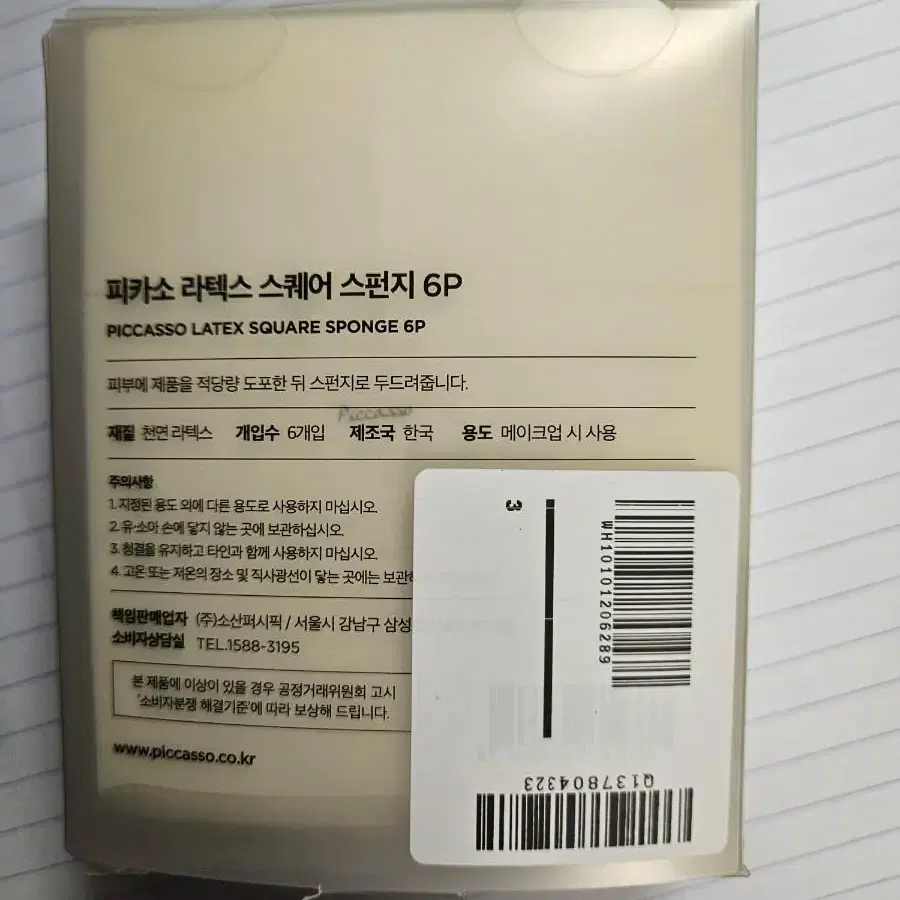 피카소 라텍스 스퀘어 스펀지 6P
PICCASSO LATEX SQUARE SPONGE 6P
피부에 제품을 적당량 도포한 뒤 스펀지로 두드려줍니다.
Piccasso
재질 천연 라텍스 개입수 6개입 제조국 한국 용도 메이크업 시 사용
주의사항
1. 지정된 용도 외에 다른 용도로 사용하지 마십시오.
2. 유·소아 손에 닿지 않는 곳에 보관하십시오.
3. 청결을 유지하고 타인과 함께 사용하지 마십시오.
4. 고온 또는 저온의 장소 및 직사광선이 닿는 곳에는
책임판매업자 (주)소산퍼시픽 / 서울시 강남구
소비자상담실 TEL.1588-3195
본 제품에 이상이 있을 경우 공정거래위원회 고시
'소비자분쟁 해결기준'에 따라 보상해 드립니다.
www.piccasso.co.kr
3
WH10101206289
Q137804323